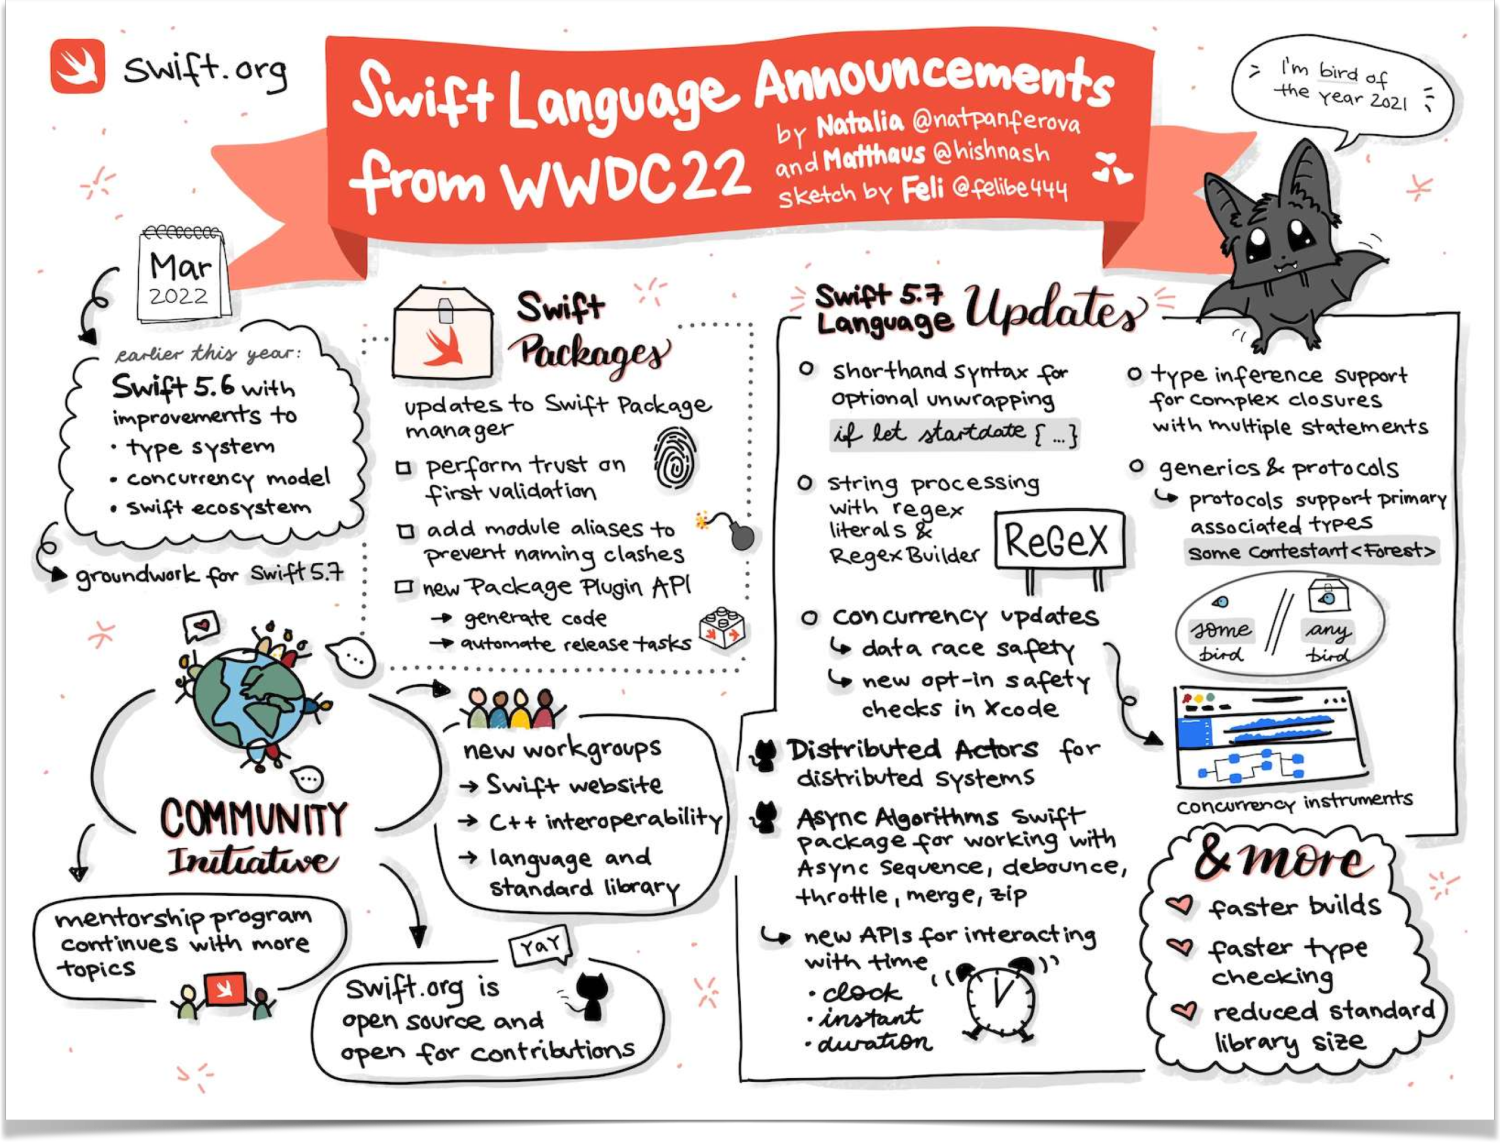 swift.org
Swift Language Announcements
from WWDC22
by Natalia @natpanferova
and Matthaus @hishnash
sketch by Feli @felibe444
I'm bird of
the year 2021
Mar
2022
earlier this year:
Swift 5.6 with
improvements to
• type system
• concurrency model
• swift ecosystem
groundwork for Swift 5.7
Swift
Packages
updates to Swift Package
manager
perform trust on
first validation
add module aliases to
prevent naming clashes
new Package Plugin API
→ generate code
→ automate release tasks
COMMUNITY
Initiative
new workgroups
→ Swift website
→ C++ interoperability
→ language and
standard library
mentorship program
continues with more
topics
YAY
swift.org is
open source and
open for contributions
Swift 5.7
Language Updates
shorthand syntax for
optional unwrapping
if let startdate { ... }
string processing
with regex
literals &
RegexBuilder
ReGeX
concurrency updates
data race safety
new opt-in safety
checks in Xcode
Distributed Actors for
distributed systems
Async Algorithms Swift
package for working with
Async Sequence, debounce,
throttle, merge, zip
new APIs for interacting
with time
• clock
• instant
• duration
type inference support
for complex closures
with multiple statements
generics & protocols
protocols support primary
associated types
some Contestant<Forest>
some
bird
any
bird
concurrency instruments
& more
faster builds
faster type
checking
reduced standard
library size